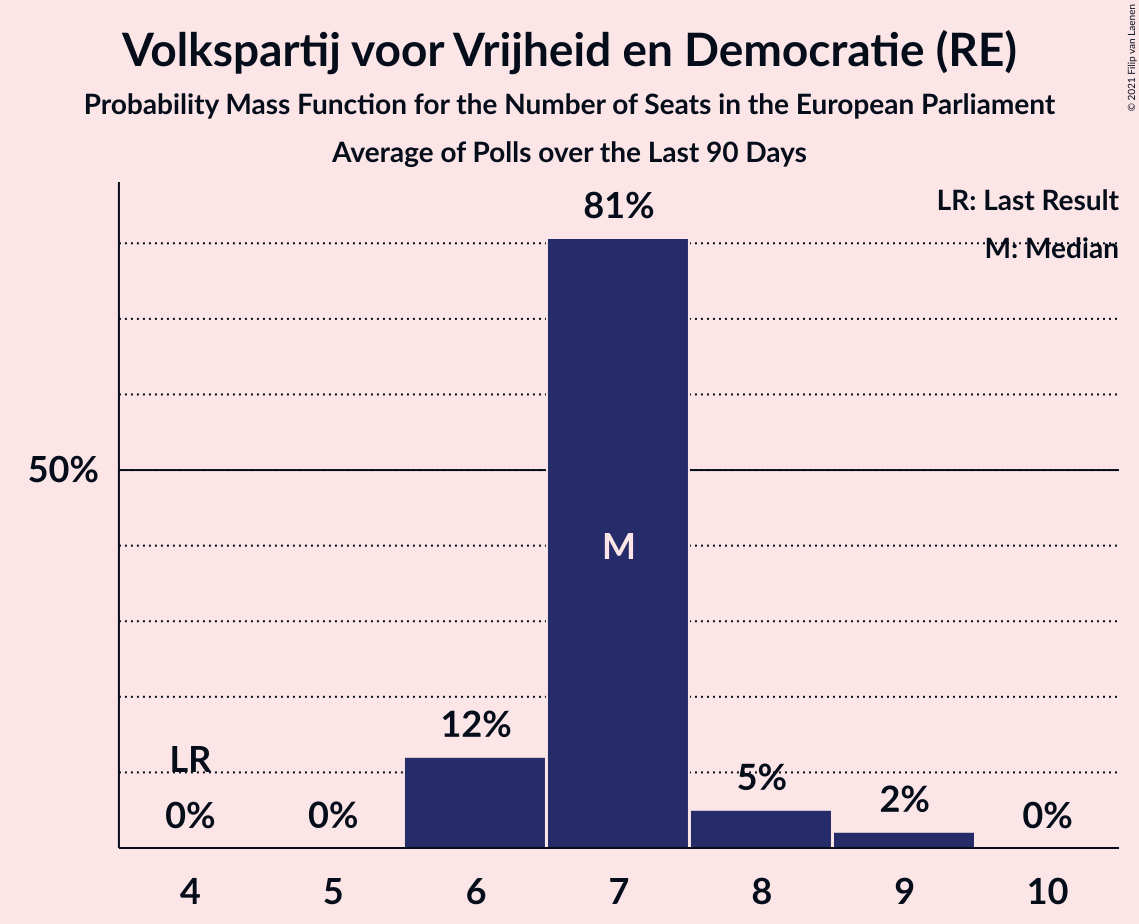 Volkspartij voor Vrijheid en Democratie (RE)
Probability Mass Function for the Number of Seats in the European Parliament
Average of Polls over the Last 90 Days
© 2021 Filip van Laenen
LR: Last Result
M: Median
81%
50%
M
12%
LR
5%
2%
0%
0%
0%
4 5 6 7 8 9 10